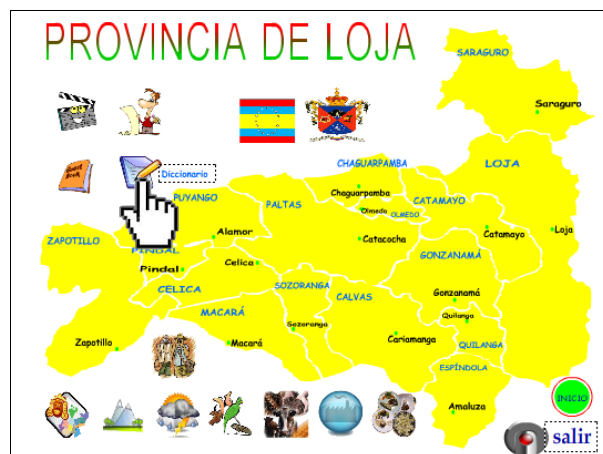 PROVINCIA DE LOJA
SARAGURO
Saraguro
Guest Book
Diccionario
CHAGUARPAMBA
LOJA
Chaguarpamba
PUYANGO
PALTAS
CATAMAYO
Olmedo
OLMEDO
Alamor
Catacocha
Catamayo
Loja
ZAPOTILLO
PINDAL
Pindal
Celica
GONZANAMÁ
CELICA
SOZORANGA
CALVAS
Gonzanamá
MACARÁ
Quilanga
Sozoranga
Zapotillo
Macará
Cariamanga
QUILANGA
ESPÍNDOLA
Amaluza
INICIO
salir